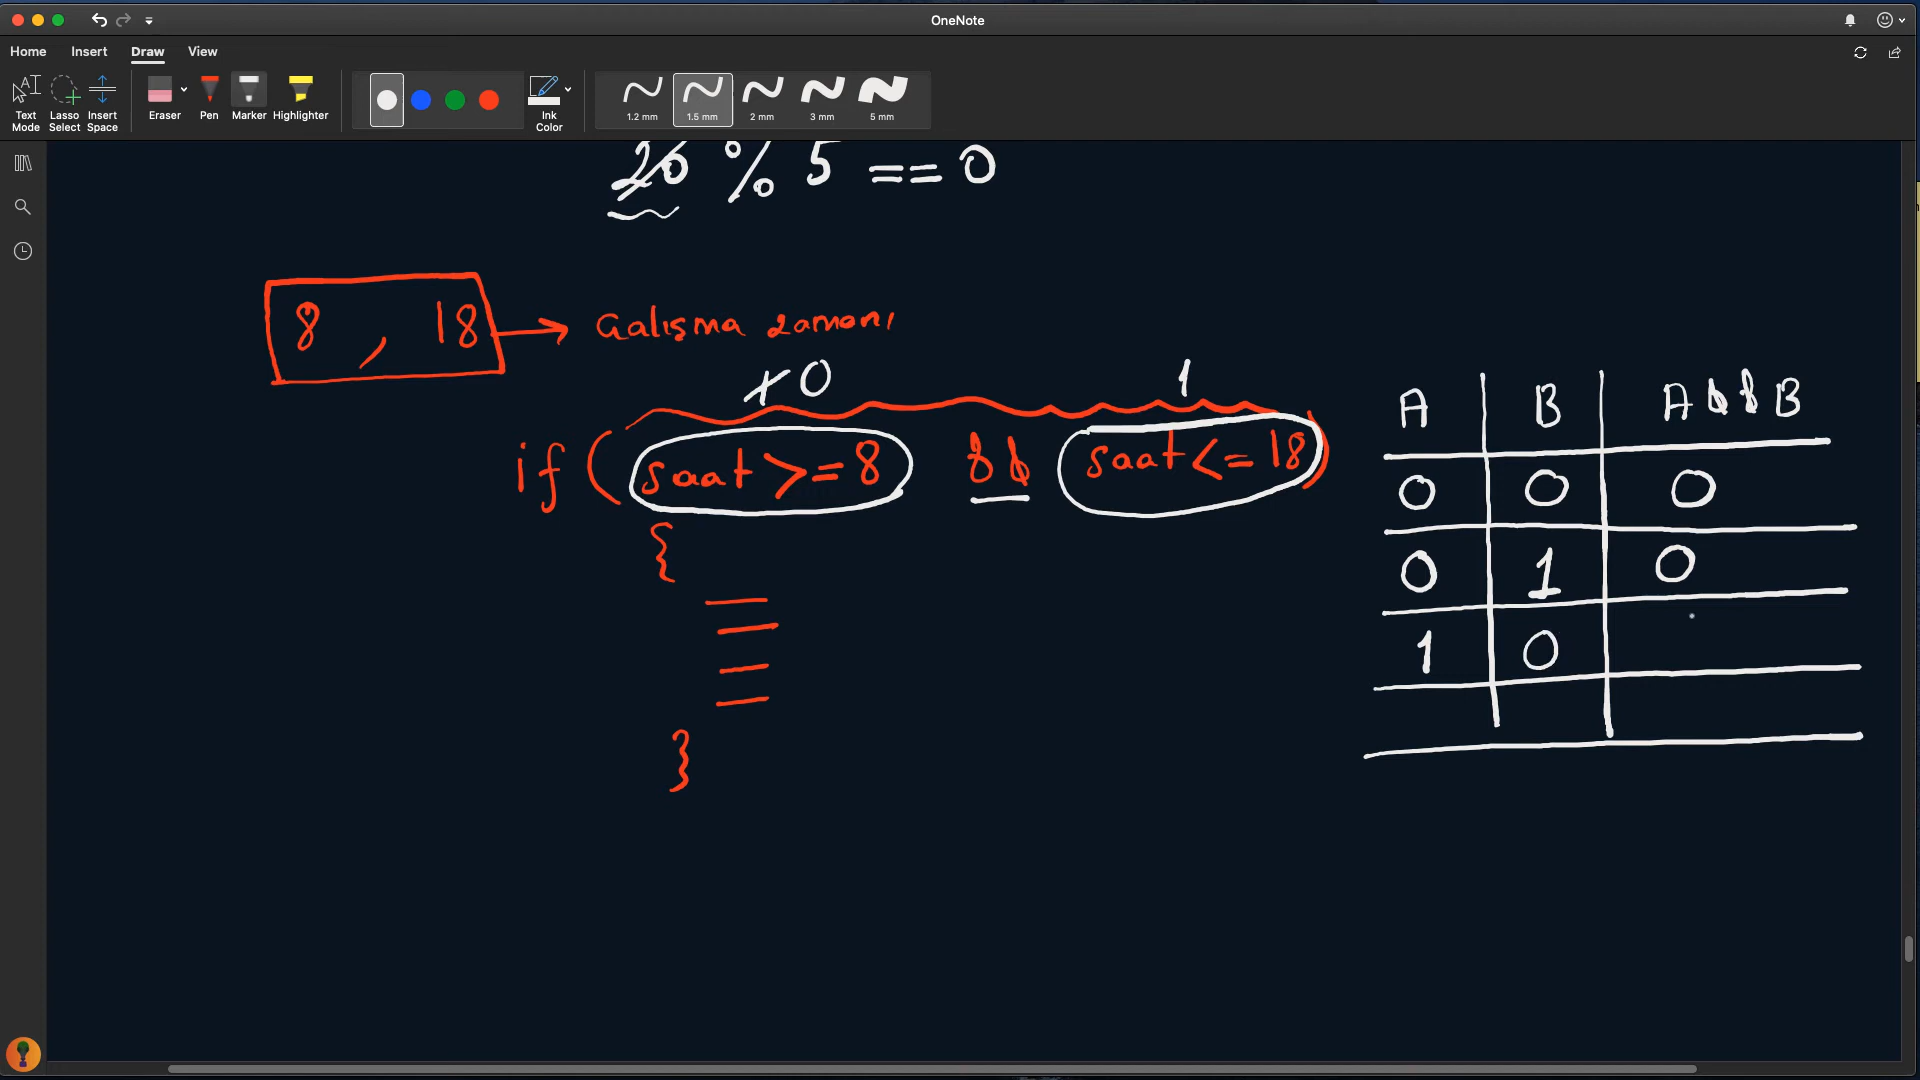 OneNote
Home Insert Draw View
Text Mode Lasso Select Insert Space Eraser Pen Marker Highlighter Ink Color 1.2 mm 1.5 mm 2 mm 3 mm 5 mm
20 % 5 == 0
8 , 18 → Çalışma zamanı
1 0 1
if ( saat >= 8 && saat <= 18 )
{
}
A B A && B
0 0 0
0 1 0
1 0